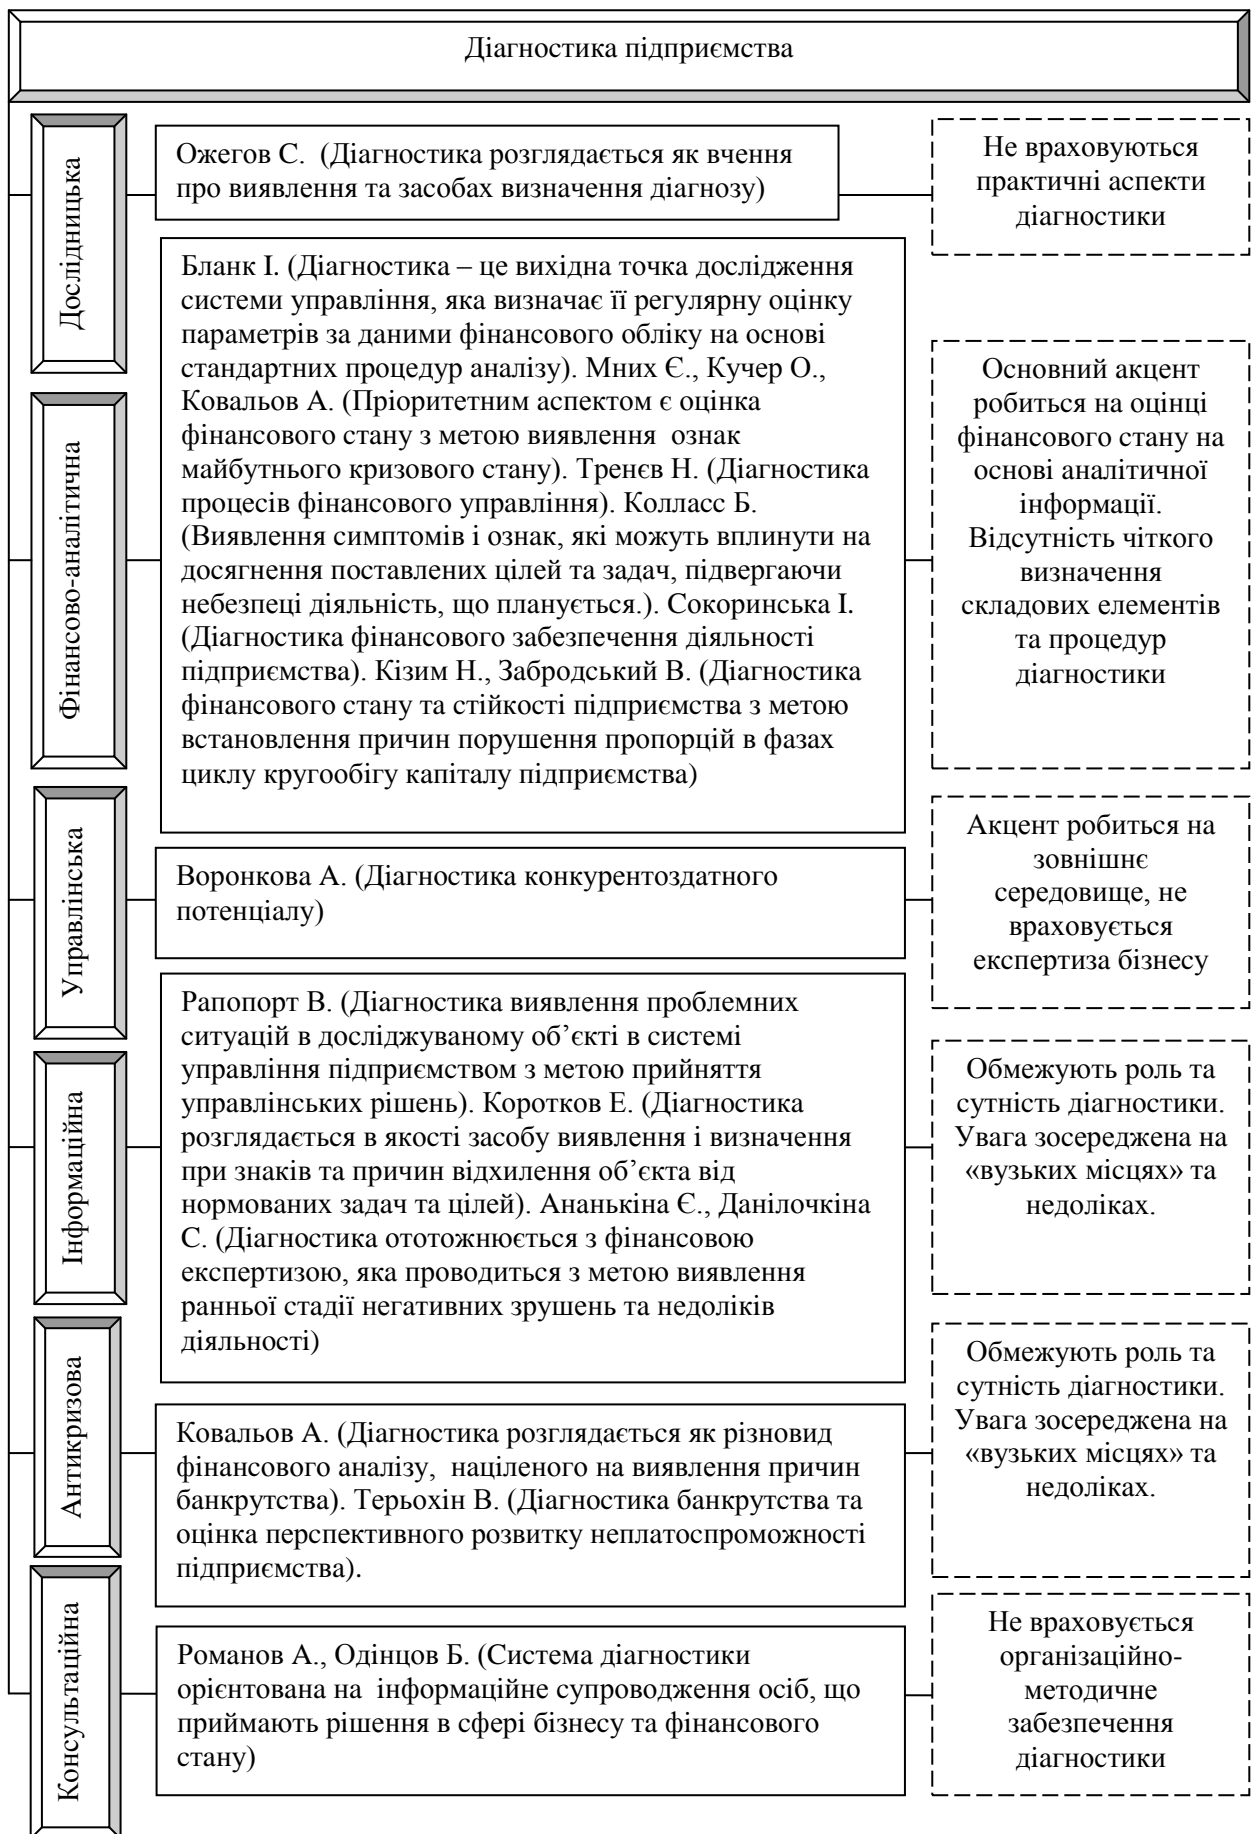 Діагностика підприємства
Дослідницька
Ожегов С. (Діагностика розглядається як вчення
про виявлення та засобах визначення діагнозу)
Не враховуються
практичні аспекти
діагностики
Фінансово-аналітична
Бланк І. (Діагностика – це вихідна точка дослідження
системи управління, яка визначає її регулярну оцінку
параметрів за даними фінансового обліку на основі
стандартних процедур аналізу). Мних Є., Кучер О.,
Ковальов А. (Пріоритетним аспектом є оцінка
фінансового стану з метою виявлення ознак
майбутнього кризового стану). Тренєв Н. (Діагностика
процесів фінансового управління). Колласс Б.
(Виявлення симптомів і ознак, які можуть вплинути на
досягнення поставлених цілей та задач, підвергаючи
небезпеці діяльність, що планується.). Сокоринська І.
(Діагностика фінансового забезпечення діяльності
підприємства). Кізим Н., Забродський В. (Діагностика
фінансового стану та стійкості підприємства з метою
встановлення причин порушення пропорцій в фазах
циклу кругообігу капіталу підприємства)
Основний акцент
робиться на оцінці
фінансового стану на
основі аналітичної
інформації.
Відсутність чіткого
визначення
складових елементів
та процедур
діагностики
Управлінська
Воронкова А. (Діагностика конкурентоздатного
потенціалу)
Акцент робиться на
зовнішнє
середовище, не
враховується
експертиза бізнесу
Інформаційна
Рапопорт В. (Діагностика виявлення проблемних
ситуацій в досліджуваному об’єкті в системі
управління підприємством з метою прийняття
управлінських рішень). Коротков Е. (Діагностика
розглядається в якості засобу виявлення і визначення
при знаків та причин відхилення об’єкта від
нормованих задач та цілей). Ананькіна Є., Данілочкіна
С. (Діагностика ототожнюється з фінансовою
експертизою, яка проводиться з метою виявлення
ранньої стадії негативних зрушень та недоліків
діяльності)
Обмежують роль та
сутність діагностики.
Увага зосереджена на
«вузьких місцях» та
недоліках.
Антикризова
Ковальов А. (Діагностика розглядається як різновид
фінансового аналізу, націленого на виявлення причин
банкрутства). Терьохін В. (Діагностика банкрутства та
оцінка перспективного розвитку неплатоспроможності
підприємства).
Обмежують роль та
сутність діагностики.
Увага зосереджена на
«вузьких місцях» та
недоліках.
Консультаційна
Романов А., Одінцов Б. (Система діагностики
орієнтована на інформаційне супроводження осіб, що
приймають рішення в сфері бізнесу та фінансового
стану)
Не враховується
організаційно-
методичне
забезпечення
діагностики